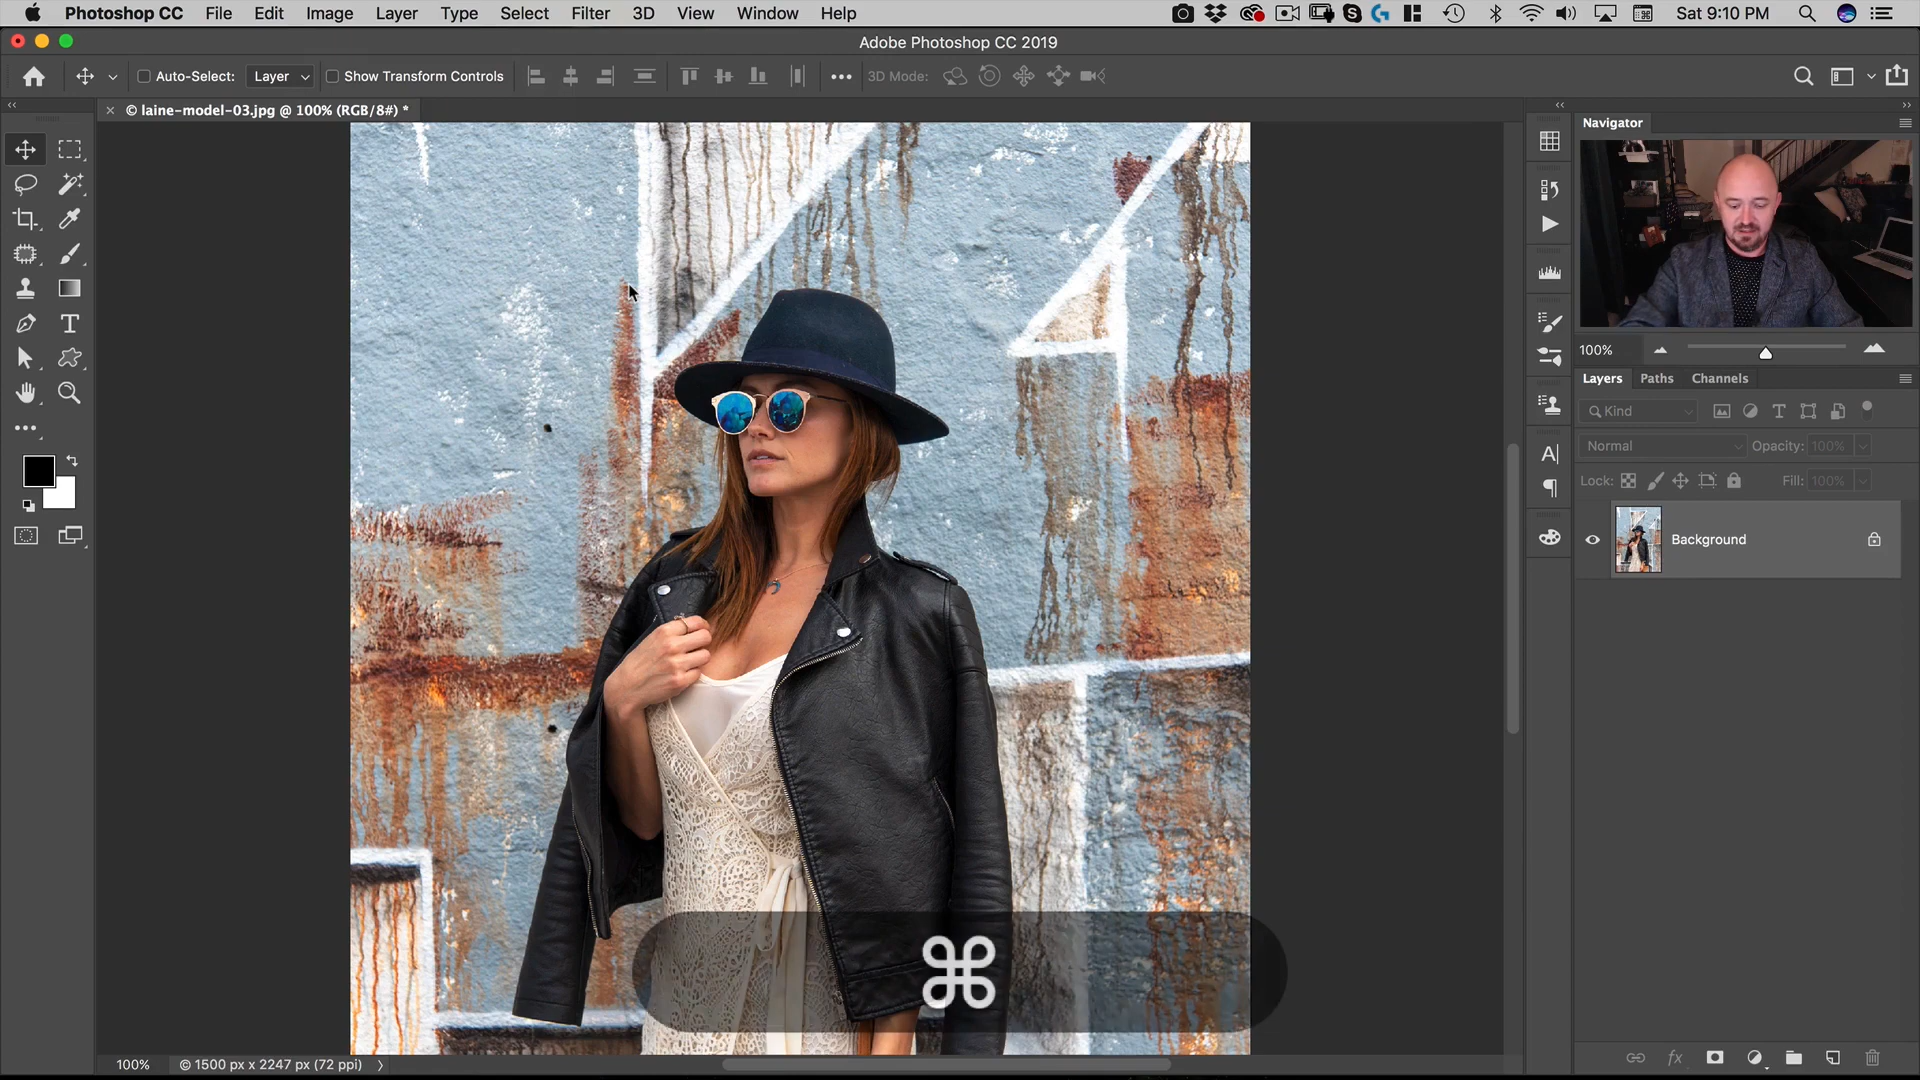 Photoshop CC File Edit Image Layer Type Select Filter 3D View Window Help Sat 9:10 PM
Adobe Photoshop CC 2019
Auto-Select: Layer Show Transform Controls 3D Mode:
© laine-model-03.jpg @ 100% (RGB/8#) *
Navigator
100%
Layers Paths Channels
Kind
Normal Opacity: 100%
Lock: Fill: 100%
Background
⌘
100% © 1500 px x 2247 px (72 ppi)